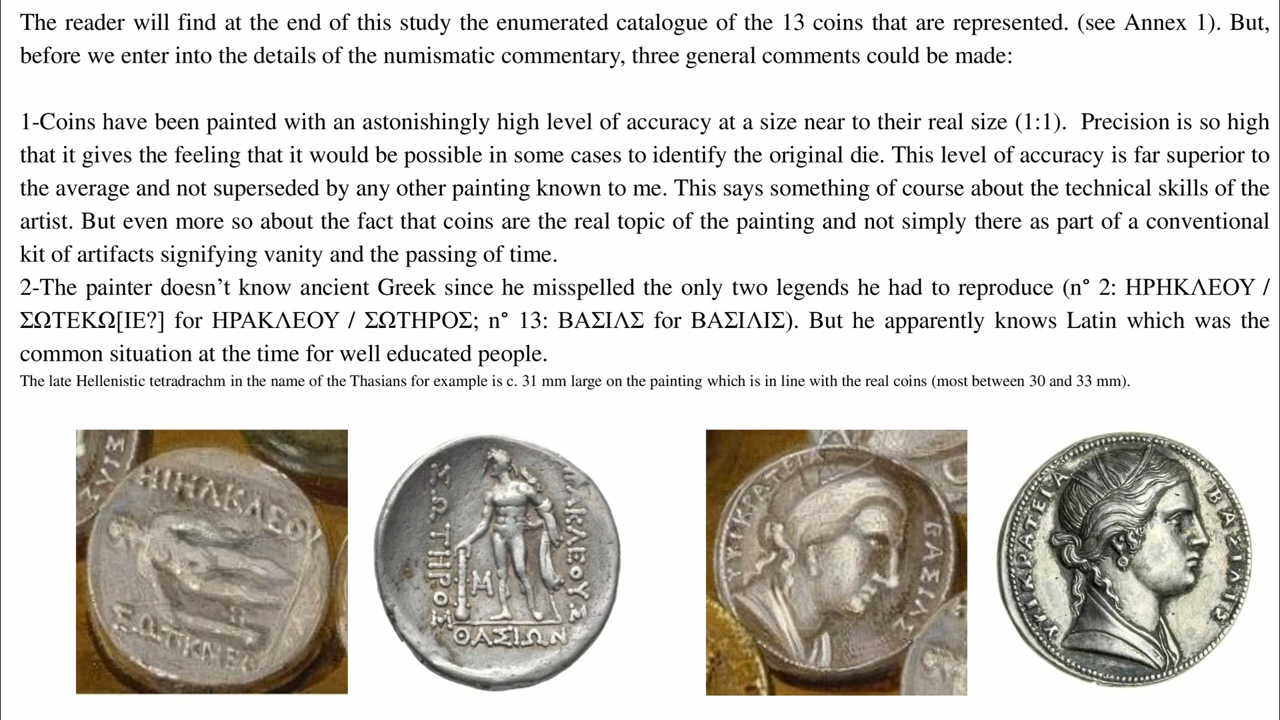 The reader will find at the end of this study the enumerated catalogue of the 13 coins that are represented. (see Annex 1). But,
before we enter into the details of the numismatic commentary, three general comments could be made:
1-Coins have been painted with an astonishingly high level of accuracy at a size near to their real size (1:1). Precision is so high
that it gives the feeling that it would be possible in some cases to identify the original die. This level of accuracy is far superior to
the average and not superseded by any other painting known to me. This says something of course about the technical skills of the
artist. But even more so about the fact that coins are the real topic of the painting and not simply there as part of a conventional
kit of artifacts signifying vanity and the passing of time.
2-The painter doesn’t know ancient Greek since he misspelled the only two legends he had to reproduce (n° 2: ΗΡΗΚΛΕΟΥ /
ΣΩΤΕΚΩ[ΙΕ?] for ΗΡΑΚΛΕΟΥ / ΣΩΤΗΡΟΣ; n° 13: ΒΑΣΙΛΣ for ΒΑΣΙΛΙΣ). But he apparently knows Latin which was the
common situation at the time for well educated people.
The late Hellenistic tetradrachm in the name of the Thasians for example is c. 31 mm large on the painting which is in line with the real coins (most between 30 and 33 mm).
ΣΩΤΗΡΟΣ
ΘΑΣΙΩΝ
ΒΑΣΙΛΙΣ